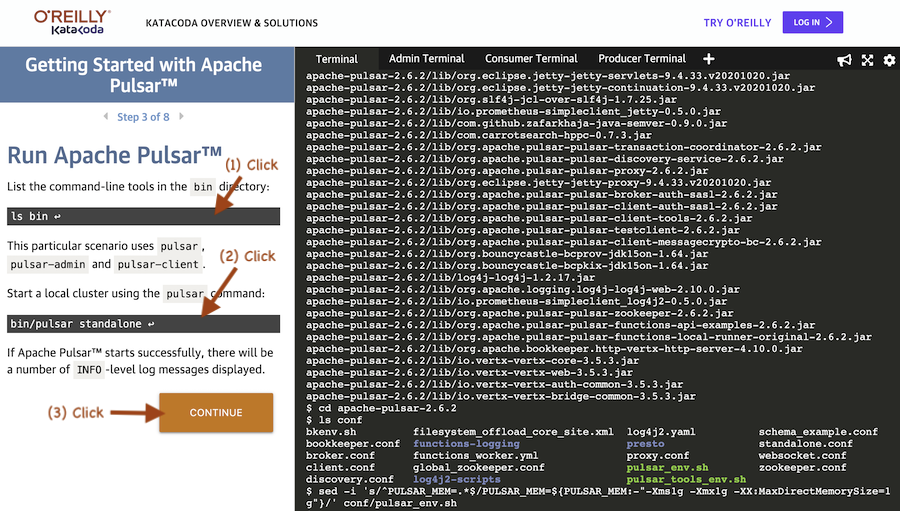 O'REILLY®
Katacoda
KATACODA OVERVIEW & SOLUTIONS
TRY O'REILLY
LOG IN
Getting Started with Apache
Pulsar™
Step 3 of 8
Run Apache Pulsar™
(1) Click
List the command-line tools in the bin directory:
ls bin ↩
This particular scenario uses pulsar,
pulsar-admin and pulsar-client.
(2) Click
Start a local cluster using the pulsar command:
bin/pulsar standalone ↩
If Apache Pulsar™ starts successfully, there will be
a number of INFO-level log messages displayed.
(3) Click
CONTINUE
Terminal
Admin Terminal
Consumer Terminal
Producer Terminal
apache-pulsar-2.6.2/lib/org.eclipse.jetty-jetty-servlets-9.4.33.v20201020.jar
apache-pulsar-2.6.2/lib/org.eclipse.jetty-jetty-continuation-9.4.33.v20201020.jar
apache-pulsar-2.6.2/lib/org.slf4j-jcl-over-slf4j-1.7.25.jar
apache-pulsar-2.6.2/lib/io.prometheus-simpleclient_jetty-0.5.0.jar
apache-pulsar-2.6.2/lib/com.github.zafarkhaja-java-semver-0.9.0.jar
apache-pulsar-2.6.2/lib/com.carrotsearch-hppc-0.7.3.jar
apache-pulsar-2.6.2/lib/org.apache.pulsar-pulsar-transaction-coordinator-2.6.2.jar
apache-pulsar-2.6.2/lib/org.apache.pulsar-pulsar-discovery-service-2.6.2.jar
apache-pulsar-2.6.2/lib/org.apache.pulsar-pulsar-proxy-2.6.2.jar
apache-pulsar-2.6.2/lib/org.eclipse.jetty-jetty-proxy-9.4.33.v20201020.jar
apache-pulsar-2.6.2/lib/org.apache.pulsar-pulsar-broker-auth-sasl-2.6.2.jar
apache-pulsar-2.6.2/lib/org.apache.pulsar-pulsar-client-auth-sasl-2.6.2.jar
apache-pulsar-2.6.2/lib/org.apache.pulsar-pulsar-client-tools-2.6.2.jar
apache-pulsar-2.6.2/lib/org.apache.pulsar-pulsar-testclient-2.6.2.jar
apache-pulsar-2.6.2/lib/org.apache.pulsar-pulsar-client-messagecrypto-bc-2.6.2.jar
apache-pulsar-2.6.2/lib/org.bouncycastle-bcprov-jdk15on-1.64.jar
apache-pulsar-2.6.2/lib/org.bouncycastle-bcpkix-jdk15on-1.64.jar
apache-pulsar-2.6.2/lib/log4j-log4j-1.2.17.jar
apache-pulsar-2.6.2/lib/org.apache.logging.log4j-log4j-web-2.10.0.jar
apache-pulsar-2.6.2/lib/io.prometheus-simpleclient_log4j2-0.5.0.jar
apache-pulsar-2.6.2/lib/org.apache.pulsar-pulsar-zookeeper-2.6.2.jar
apache-pulsar-2.6.2/lib/org.apache.pulsar-pulsar-functions-api-examples-2.6.2.jar
apache-pulsar-2.6.2/lib/org.apache.pulsar-pulsar-functions-local-runner-original-2.6.2.jar
apache-pulsar-2.6.2/lib/org.apache.bookkeeper.http-vertx-http-server-4.10.0.jar
apache-pulsar-2.6.2/lib/io.vertx-vertx-core-3.5.3.jar
apache-pulsar-2.6.2/lib/io.vertx-vertx-web-3.5.3.jar
apache-pulsar-2.6.2/lib/io.vertx-vertx-auth-common-3.5.3.jar
apache-pulsar-2.6.2/lib/io.vertx-vertx-bridge-common-3.5.3.jar
$ cd apache-pulsar-2.6.2
$ ls conf
bkenv.sh filesystem_offload_core_site.xml log4j2.yaml schema_example.conf
bookkeeper.conf functions-logging presto standalone.conf
broker.conf functions_worker.yml proxy.conf websocket.conf
client.conf global_zookeeper.conf pulsar_env.sh zookeeper.conf
discovery.conf log4j2-scripts pulsar_tools_env.sh
$ sed -i 's/^PULSAR_MEM=.*$/PULSAR_MEM=${PULSAR_MEM:-"-Xms1g -Xmx1g -XX:MaxDirectMemorySize=1
g"}/' conf/pulsar_env.sh